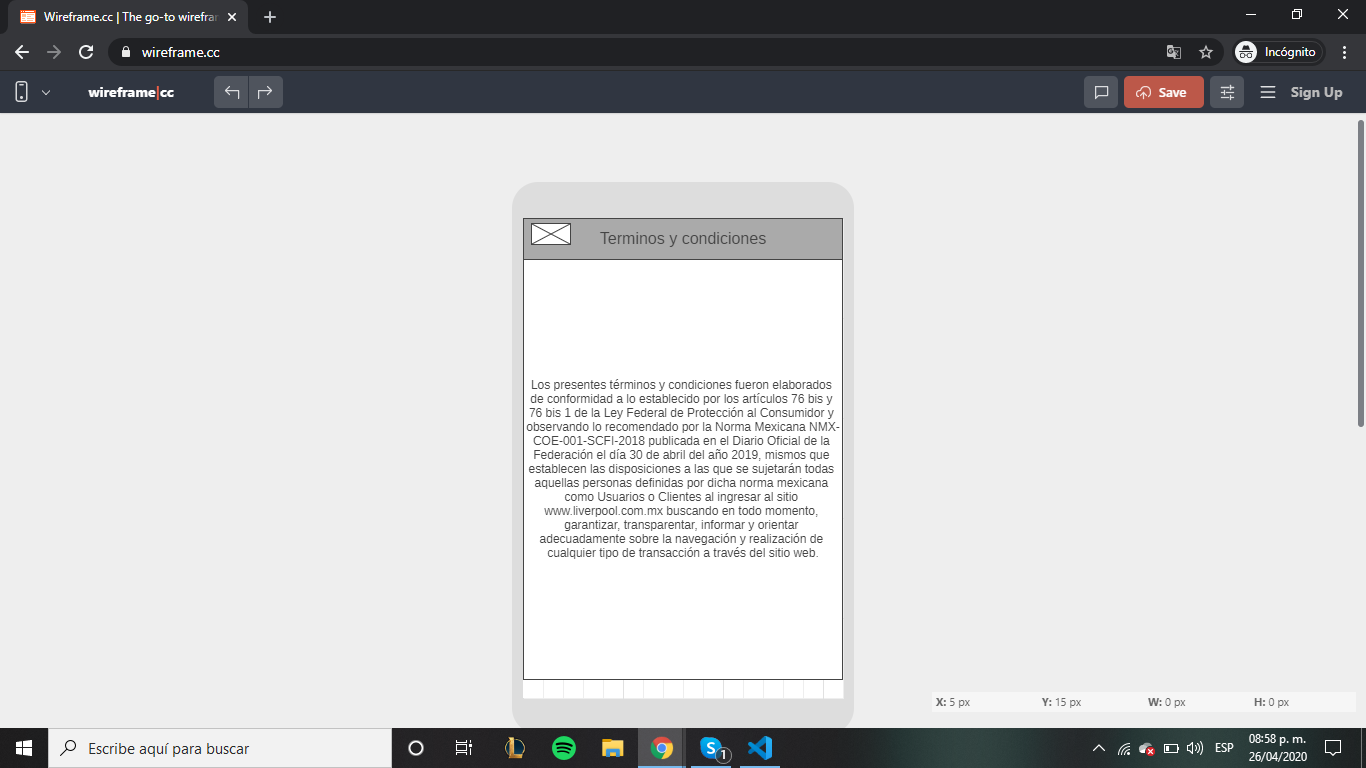 Wireframe.cc | The go-to wirefra
wireframe.cc
Incógnito
wireframe|cc
Save
Sign Up
Terminos y condiciones
Los presentes términos y condiciones fueron elaborados
de conformidad a lo establecido por los artículos 76 bis y
76 bis 1 de la Ley Federal de Protección al Consumidor y
observando lo recomendado por la Norma Mexicana NMX-
COE-001-SCFI-2018 publicada en el Diario Oficial de la
Federación el día 30 de abril del año 2019, mismos que
establecen las disposiciones a las que se sujetarán todas
aquellas personas definidas por dicha norma mexicana
como Usuarios o Clientes al ingresar al sitio
www.liverpool.com.mx buscando en todo momento,
garantizar, transparentar, informar y orientar
adecuadamente sobre la navegación y realización de
cualquier tipo de transacción a través del sitio web.
X: 5 px Y: 15 px W: 0 px H: 0 px
Escribe aquí para buscar
1
ESP
08:58 p. m.
26/04/2020